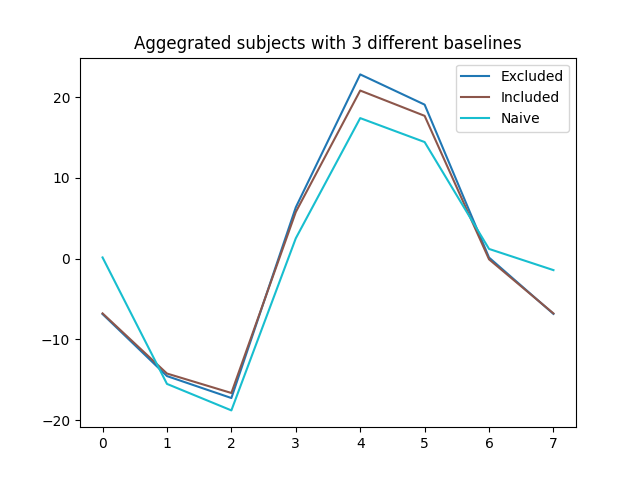 Aggegrated subjects with 3 different baselines
Excluded
Included
Naive
20
10
0
−10
−20
0 1 2 3 4 5 6 7